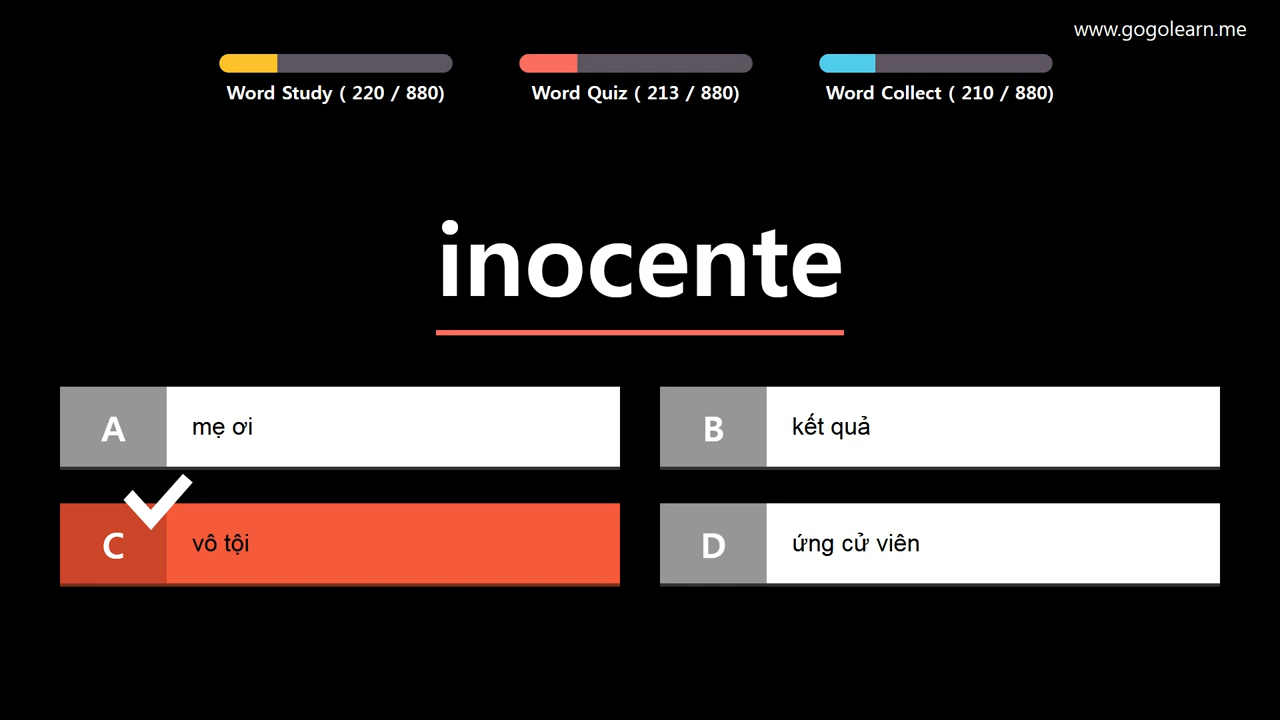 www.gogolearn.me
Word Study ( 220 / 880)
Word Quiz ( 213 / 880)
Word Collect ( 210 / 880)
inocente
A mẹ ơi
B kết quả
C vô tội
D ứng cử viên